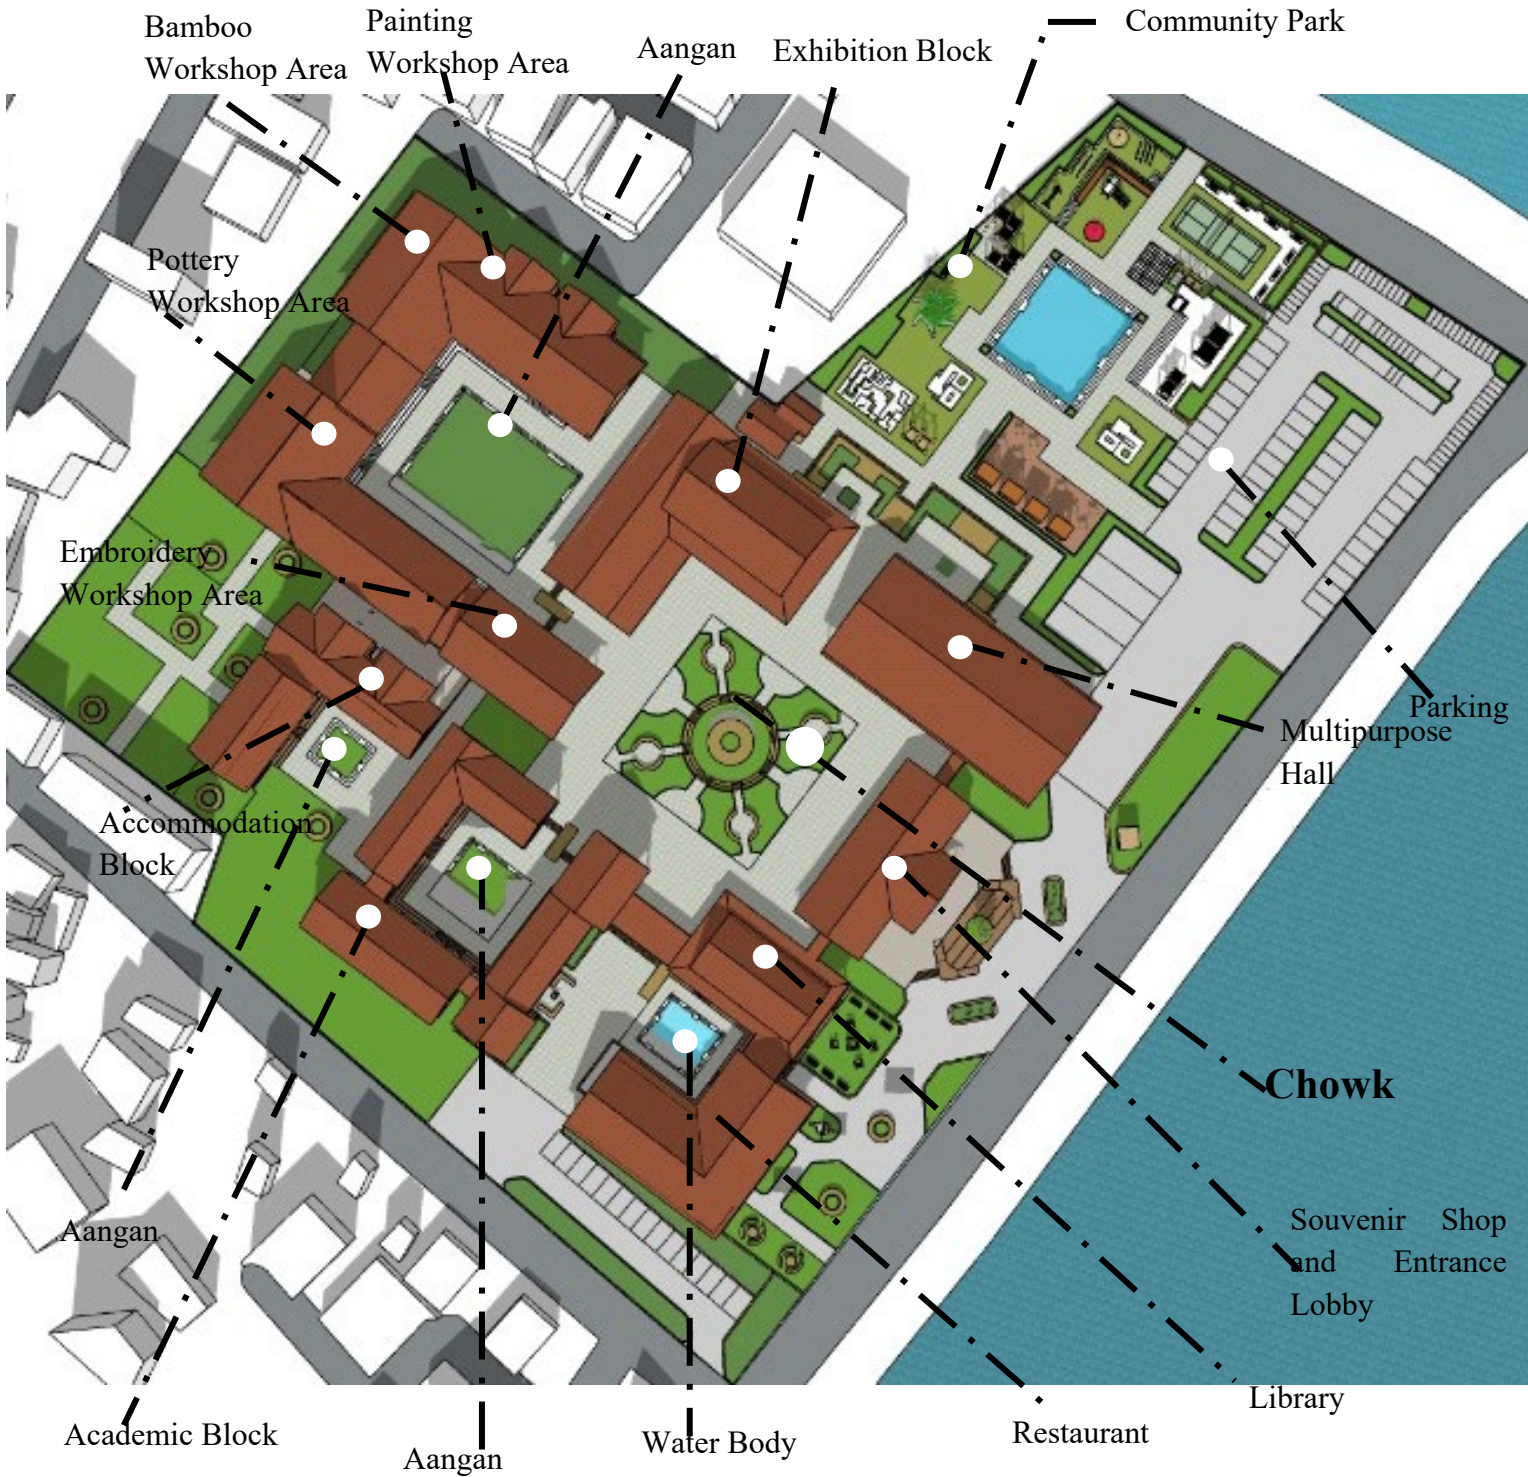 Bamboo
Workshop Area
Painting
Workshop Area
Aangan
Exhibition Block
Community Park
Pottery
Workshop Area
Embroidery
Workshop Area
Parking
Multipurpose
Hall
Accommodation
Block
Chowk
Aangan
Souvenir Shop
and Entrance
Lobby
Library
Restaurant
Academic Block
Water Body
Aangan